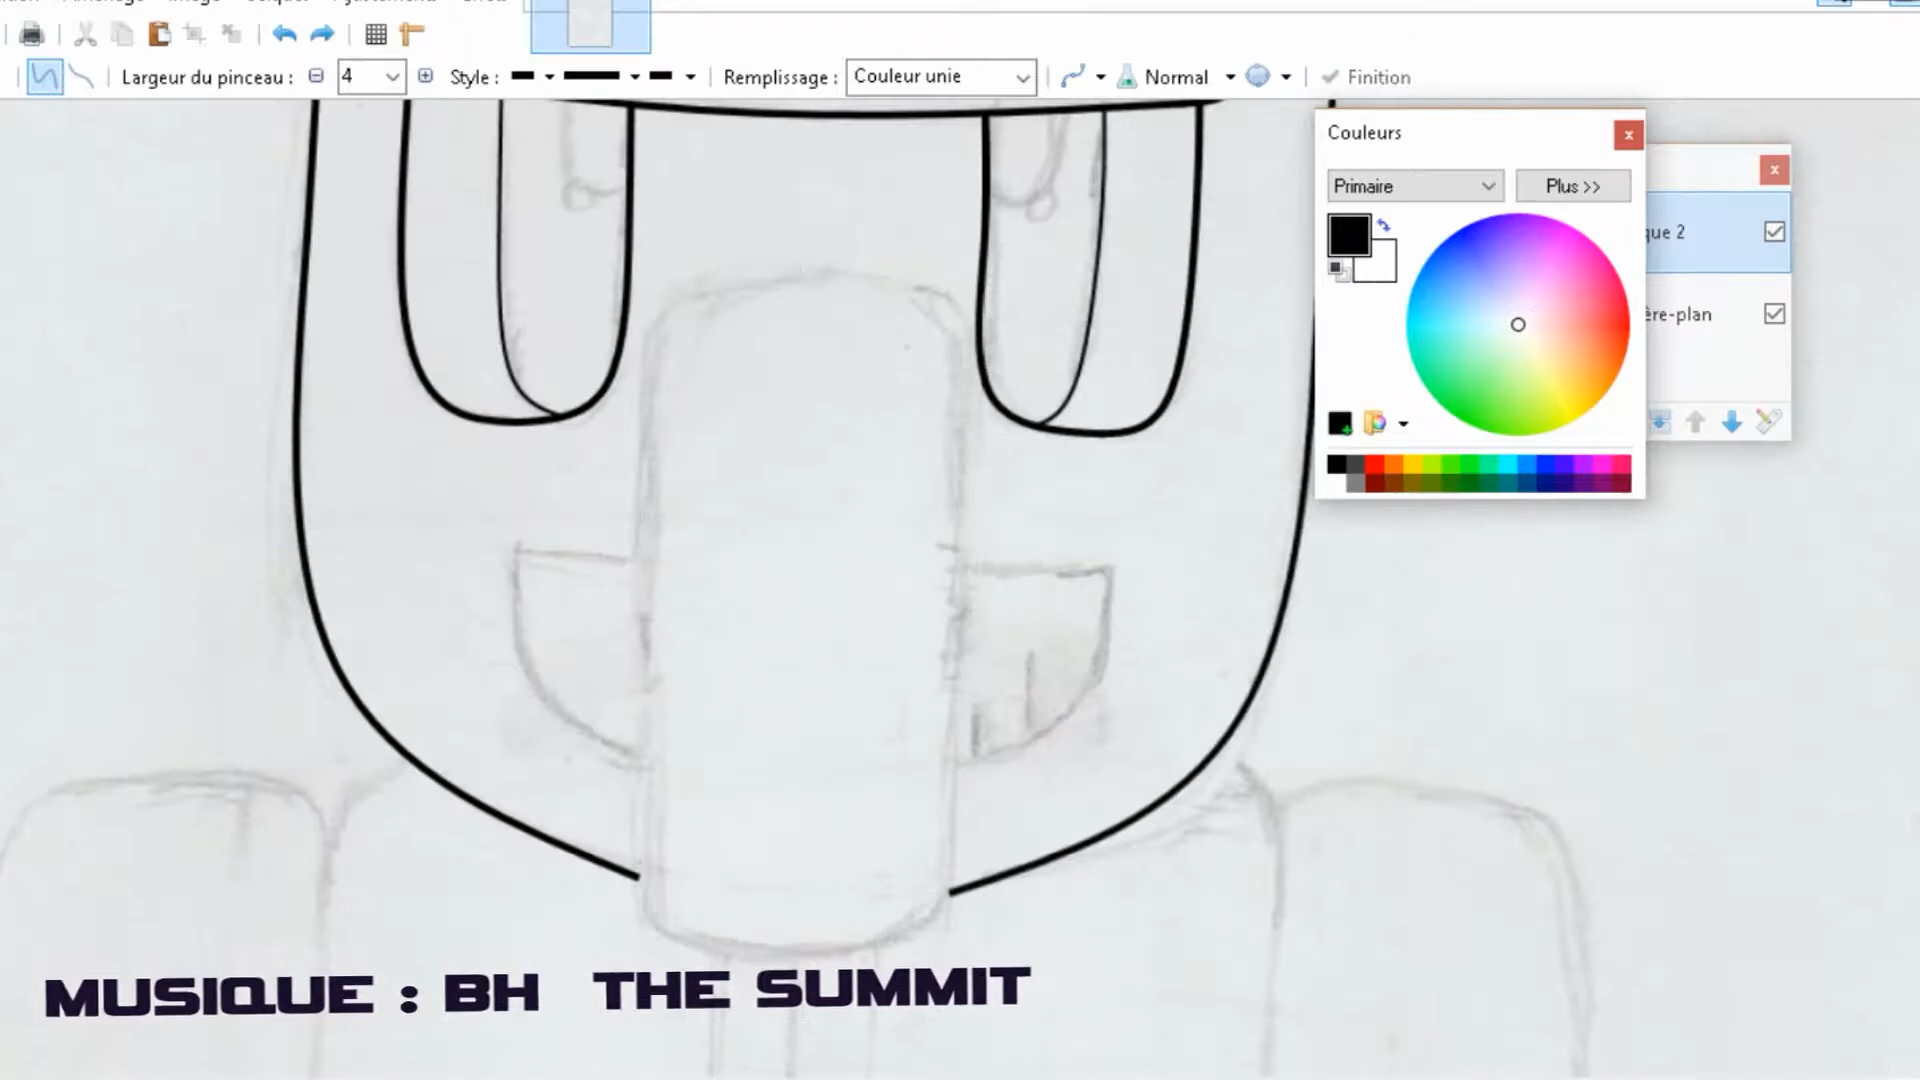 Largeur du pinceau :
4
Style :
Remplissage :
Couleur unie
Normal
Finition
Couleurs
Primaire
Plus >>
que 2
ère-plan
MUSIQUE : BH THE SUMMIT